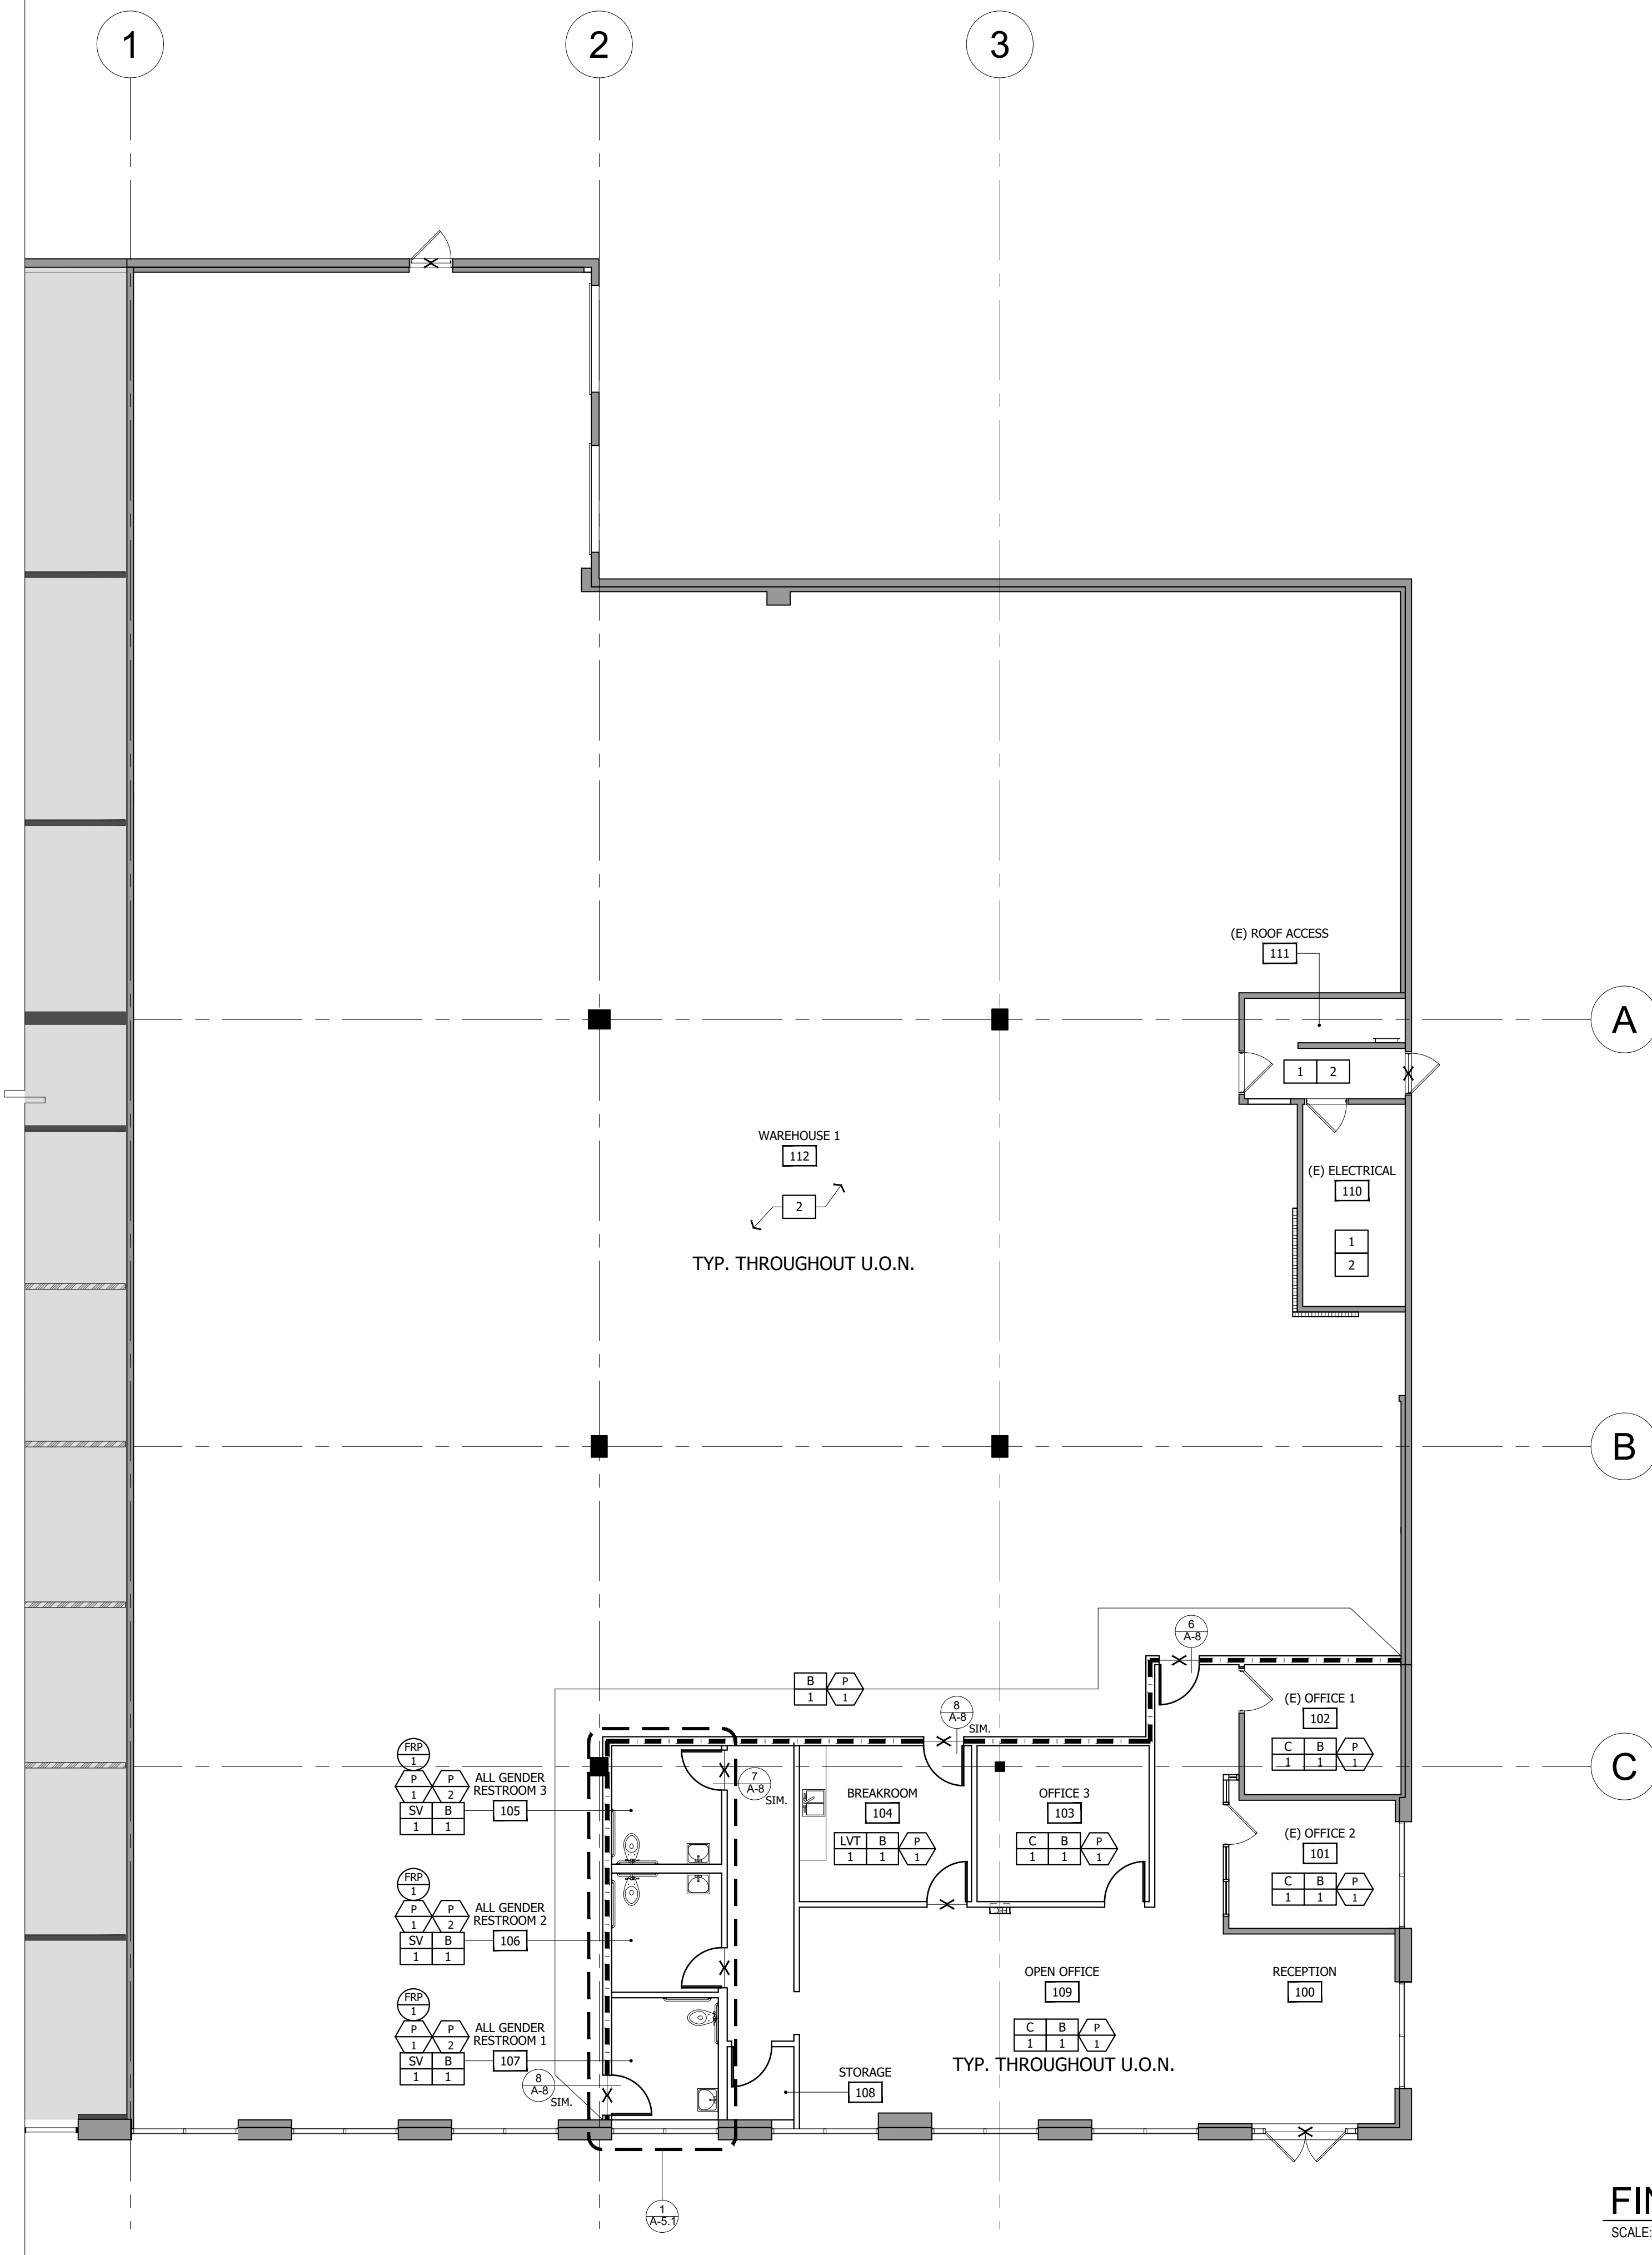 1
2
3
(E) ROOF ACCESS
111
A
1 2
WAREHOUSE 1
112
2
TYP. THROUGHOUT U.O.N.
(E) ELECTRICAL
110
1
2
B
6
A-8
B P
1 1
8
A-8
SIM.
(E) OFFICE 1
102
C B P
1 1 1
C
FRP
1
P P
1 2
SV B
1 1
ALL GENDER
RESTROOM 3
105
7
A-8
SIM.
BREAKROOM
104
LVT B P
1 1 1
OFFICE 3
103
C B P
1 1 1
(E) OFFICE 2
101
C B P
1 1 1
FRP
1
P P
1 2
SV B
1 1
ALL GENDER
RESTROOM 2
106
OPEN OFFICE
109
C B P
1 1 1
TYP. THROUGHOUT U.O.N.
RECEPTION
100
FRP
1
P P
1 2
SV B
1 1
ALL GENDER
RESTROOM 1
107
8
A-8
SIM.
STORAGE
108
1
A-5.1
FIN
SCALE: